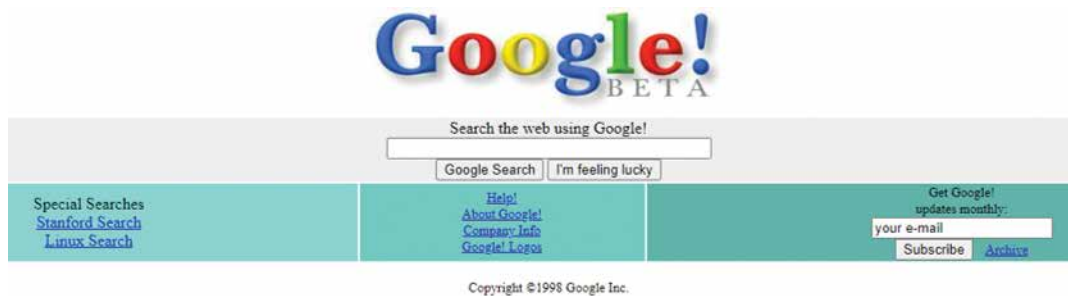 Google!
BETA
Search the web using Google!
Google Search I'm feeling lucky
Special Searches
Stanford Search
Linux Search
Help!
About Google!
Company Info
Google! Logos
Get Google!
updates monthly:
your e-mail
Subscribe Archive
Copyright ©1998 Google Inc.